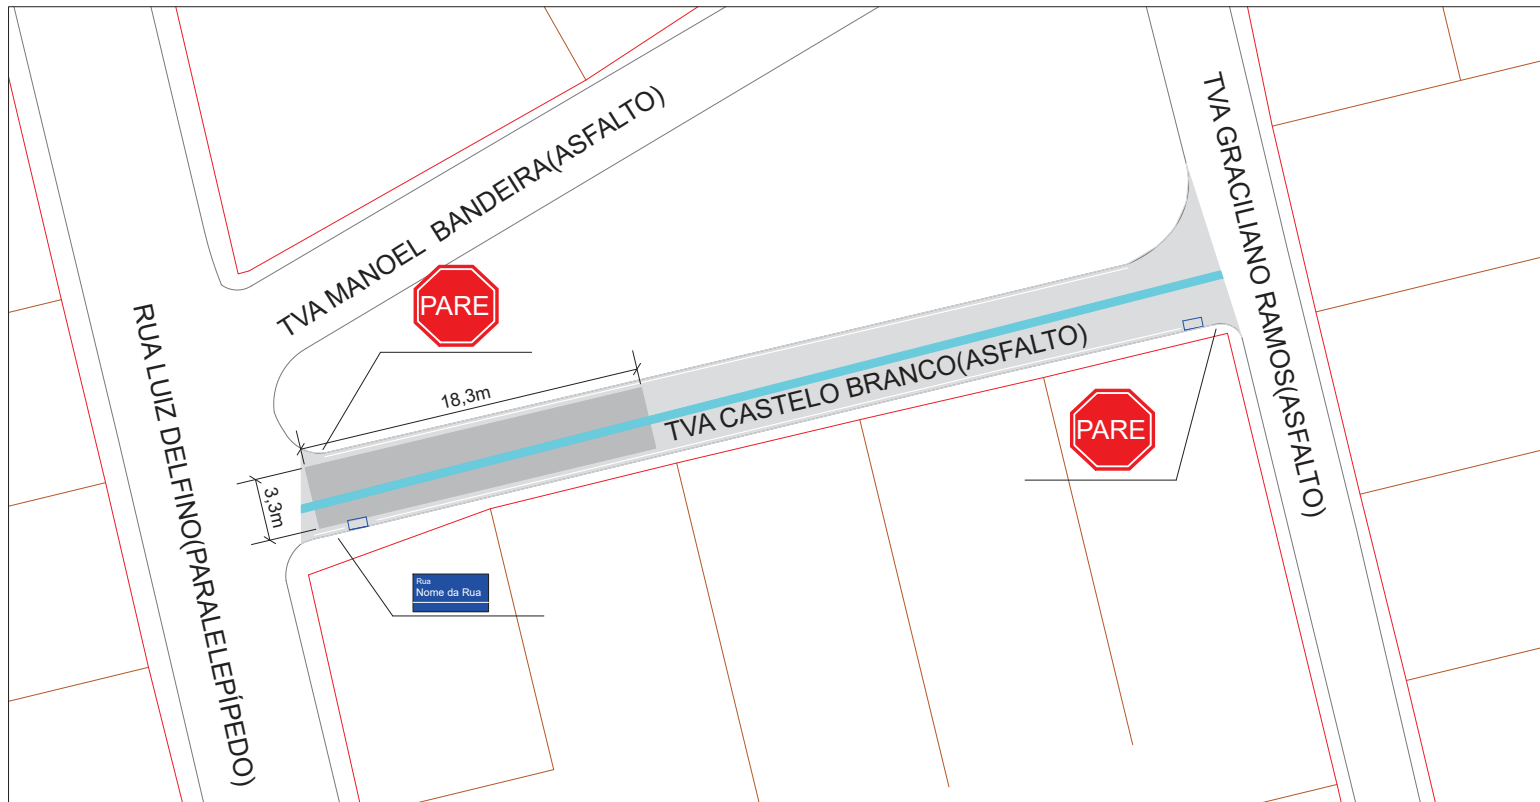 TVA MANOEL  BANDEIRA(ASFALTO)
TVA GRACILIANO RAMOS(ASFALTO)
PARE
RUA LUIZ DELFINO(PARALELEPÍPEDO)
18,3m
TVA CASTELO BRANCO(ASFALTO)
PARE
3,3m
Rua
Nome da Rua